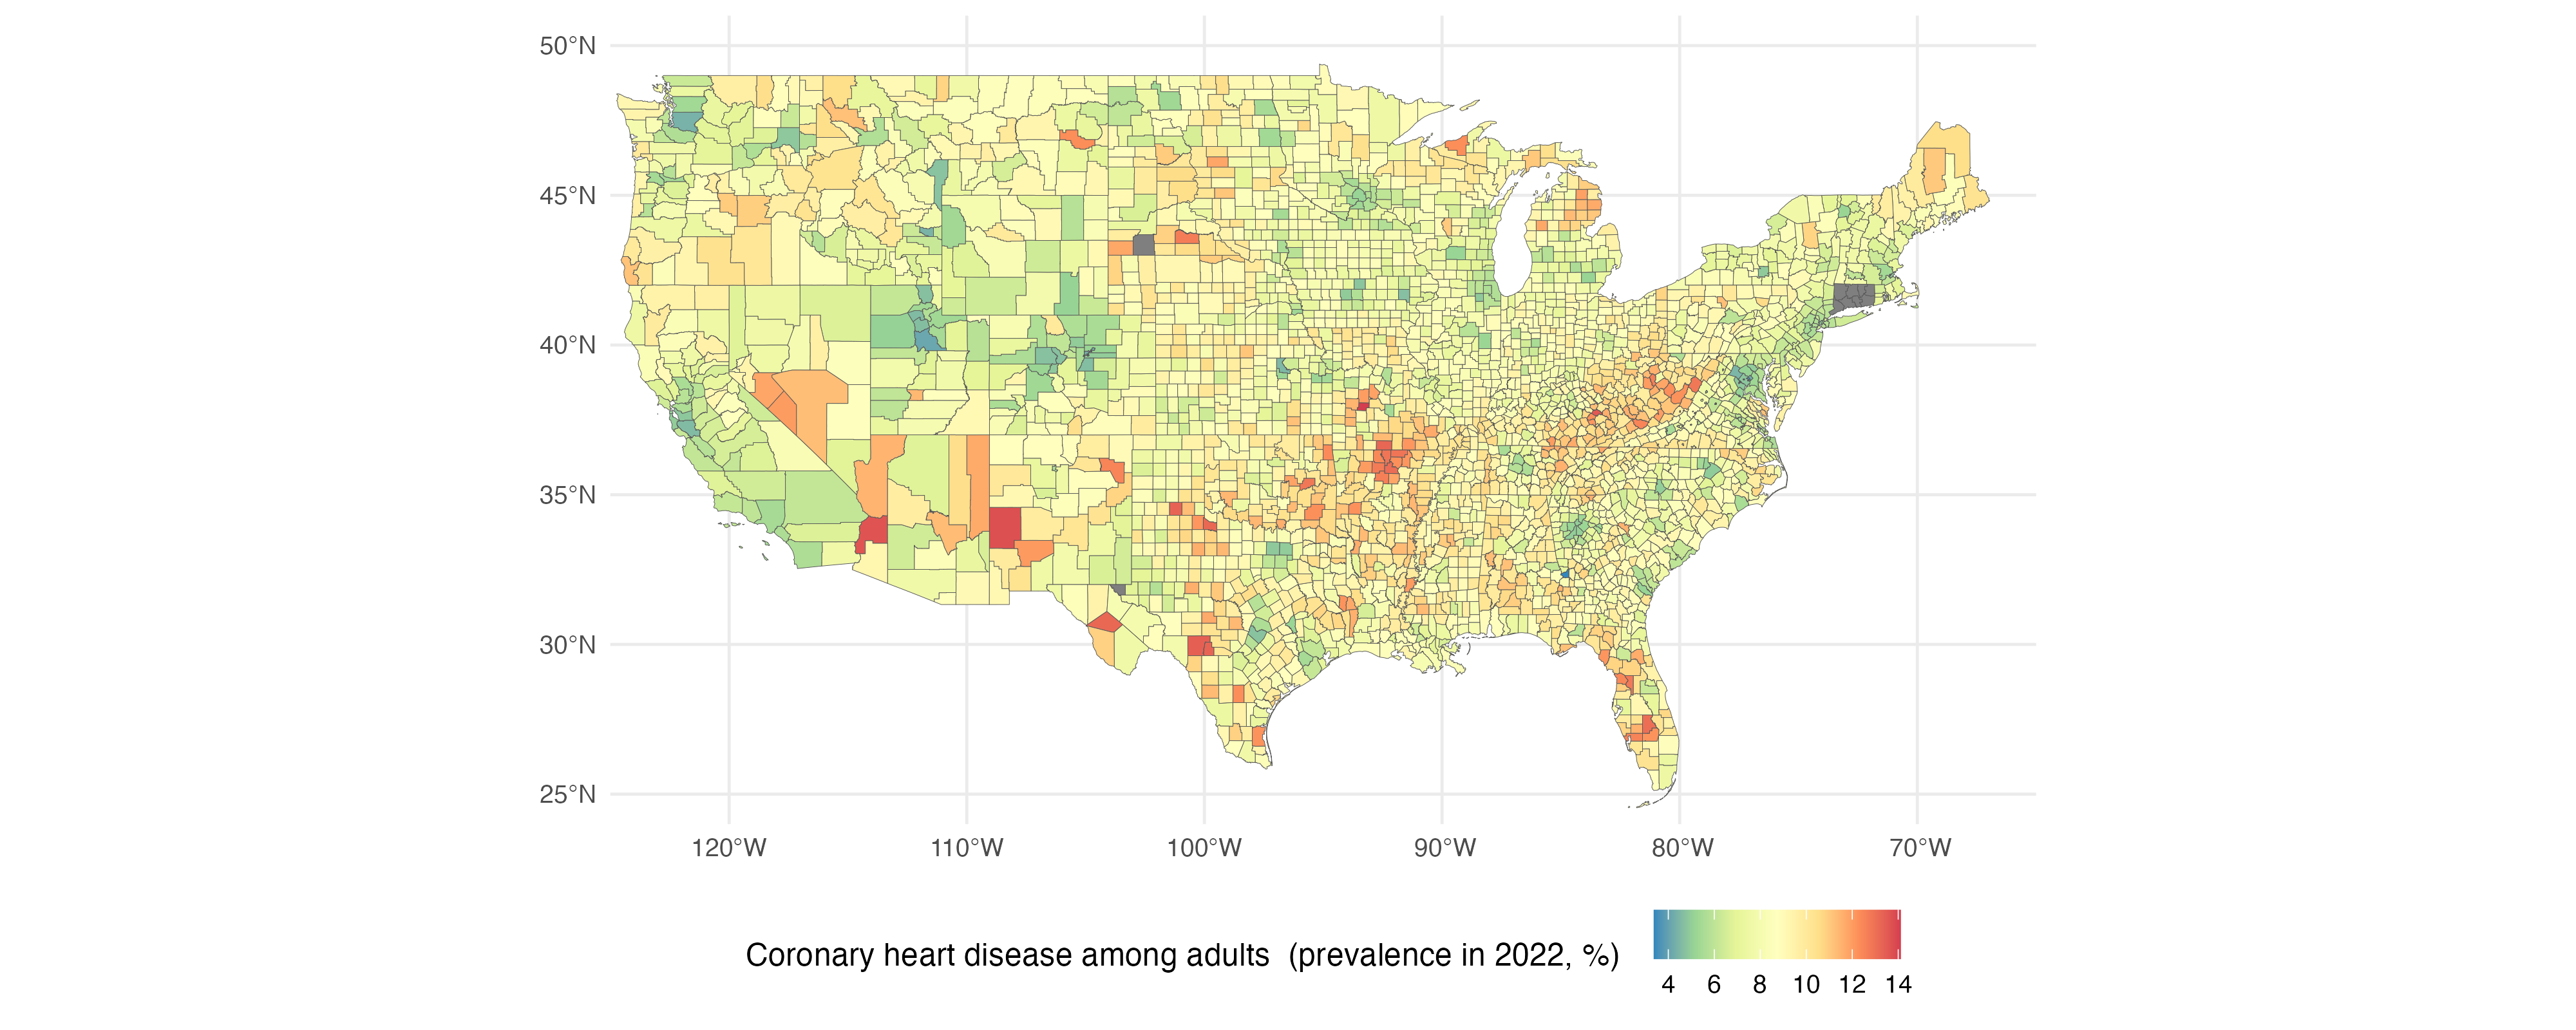 50°N
45°N
40°N
35°N
30°N
25°N
120°W 110°W 100°W 90°W 80°W 70°W
Coronary heart disease among adults (prevalence in 2022, %)
4 6 8 10 12 14